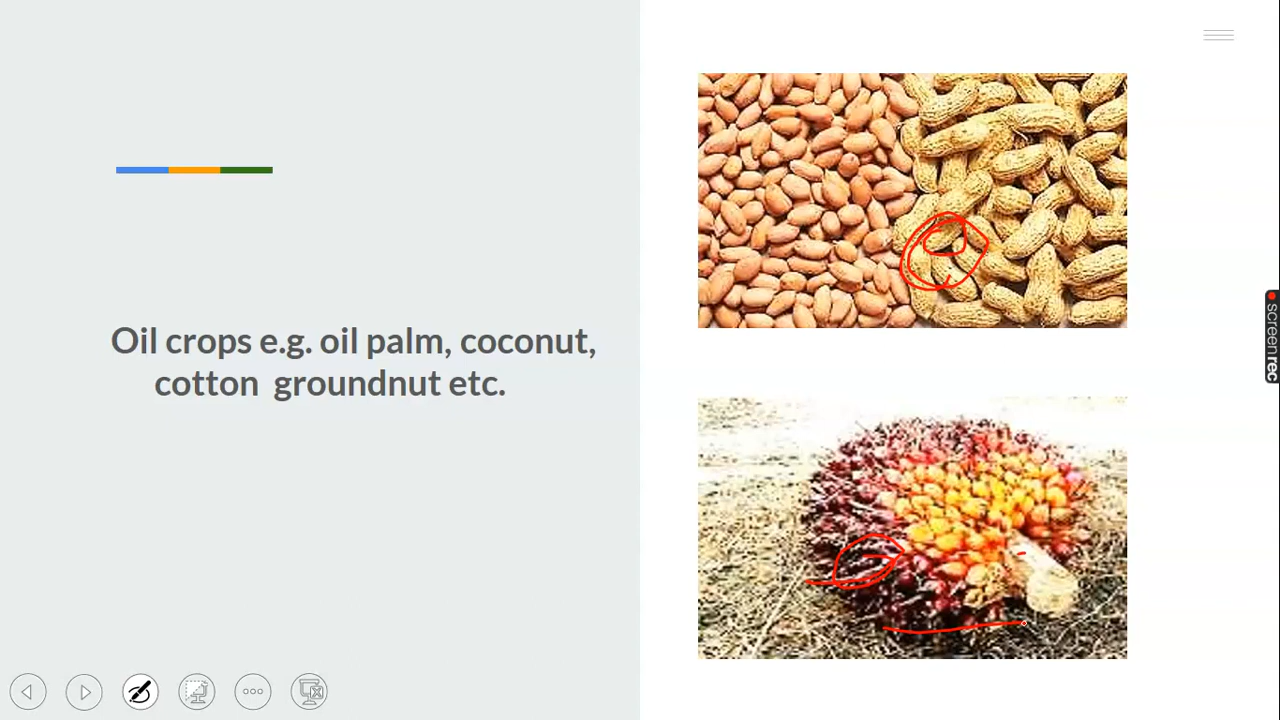 Oil crops e.g. oil palm, coconut,
cotton groundnut etc.
screenrec